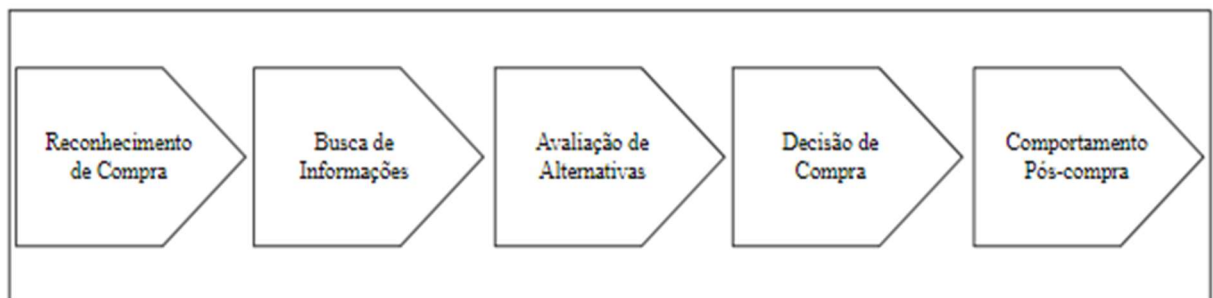 Reconhecimento
de Compra
Busca de
Informações
Avaliação de
Alternativas
Decisão de
Compra
Comportamento
Pós-compra